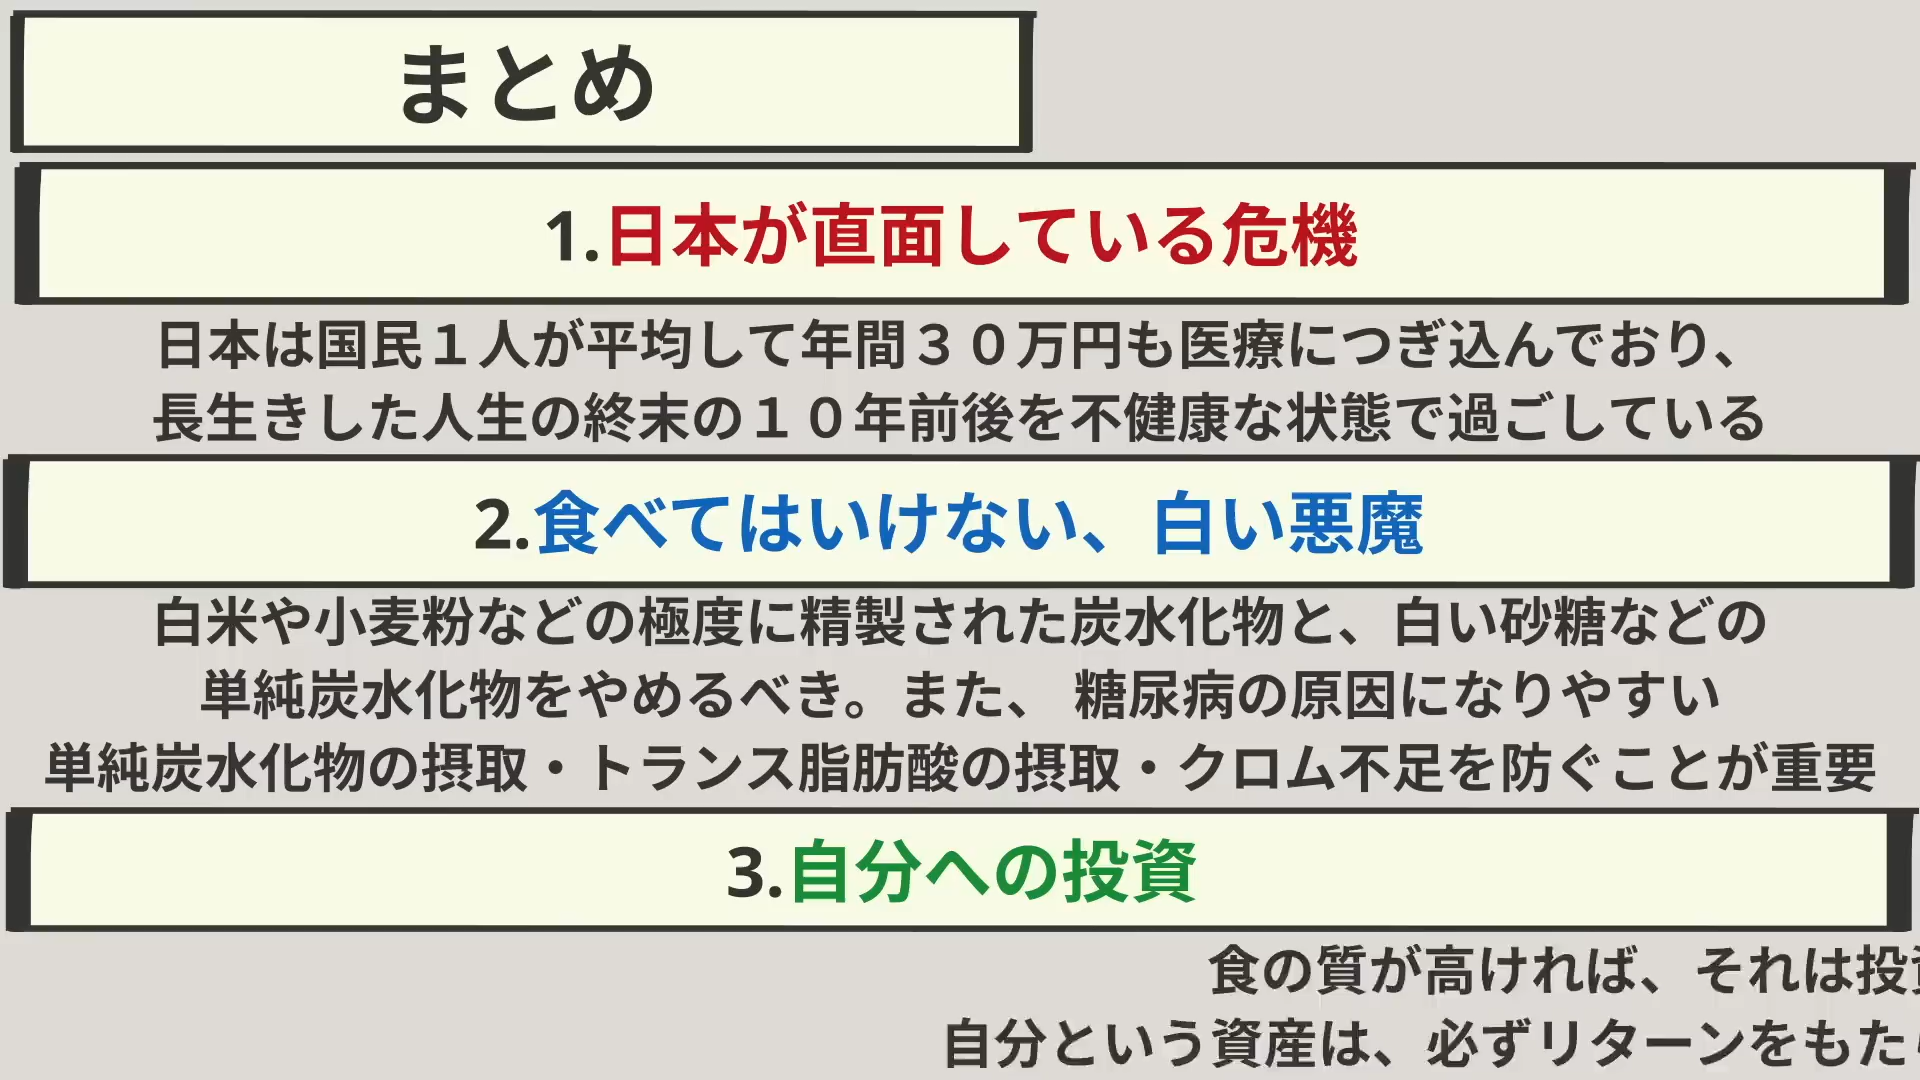 まとめ
1.日本が直面している危機
日本は国民１人が平均して年間３０万円も医療につぎ込んでおり、
長生きした人生の終末の１０年前後を不健康な状態で過ごしている
2.食べてはいけない、白い悪魔
白米や小麦粉などの極度に精製された炭水化物と、白い砂糖などの
単純炭水化物をやめるべき。また、 糖尿病の原因になりやすい
単純炭水化物の摂取・トランス脂肪酸の摂取・クロム不足を防ぐことが重要
3.自分への投資
食の質が高ければ、それは投
自分という資産は、必ずリターンをもた